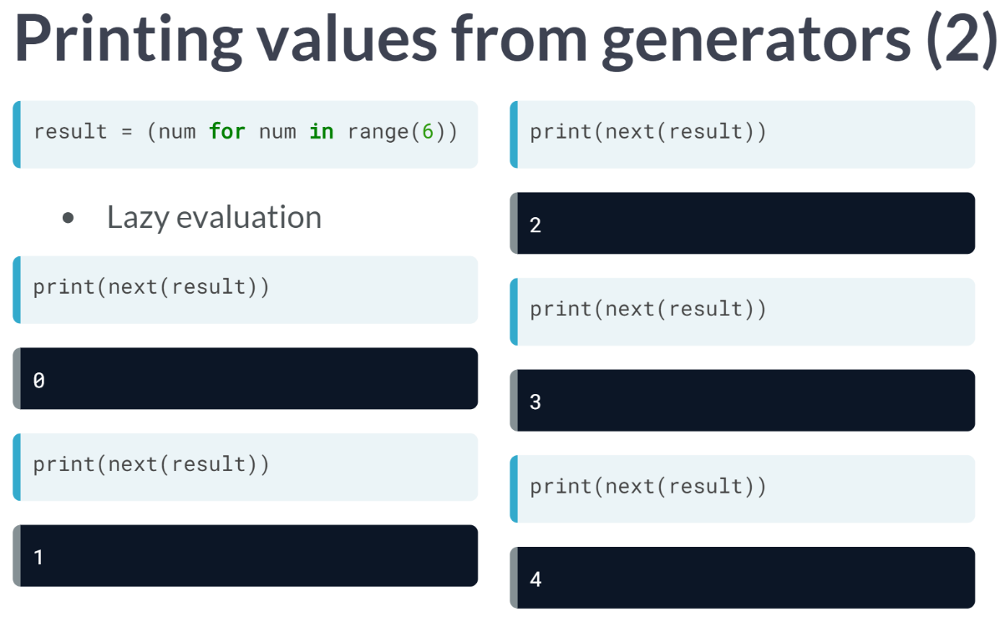 Printing values from generators (2)
result = (num for num in range(6))
• Lazy evaluation
print(next(result))
0
print(next(result))
1
print(next(result))
2
print(next(result))
3
print(next(result))
4